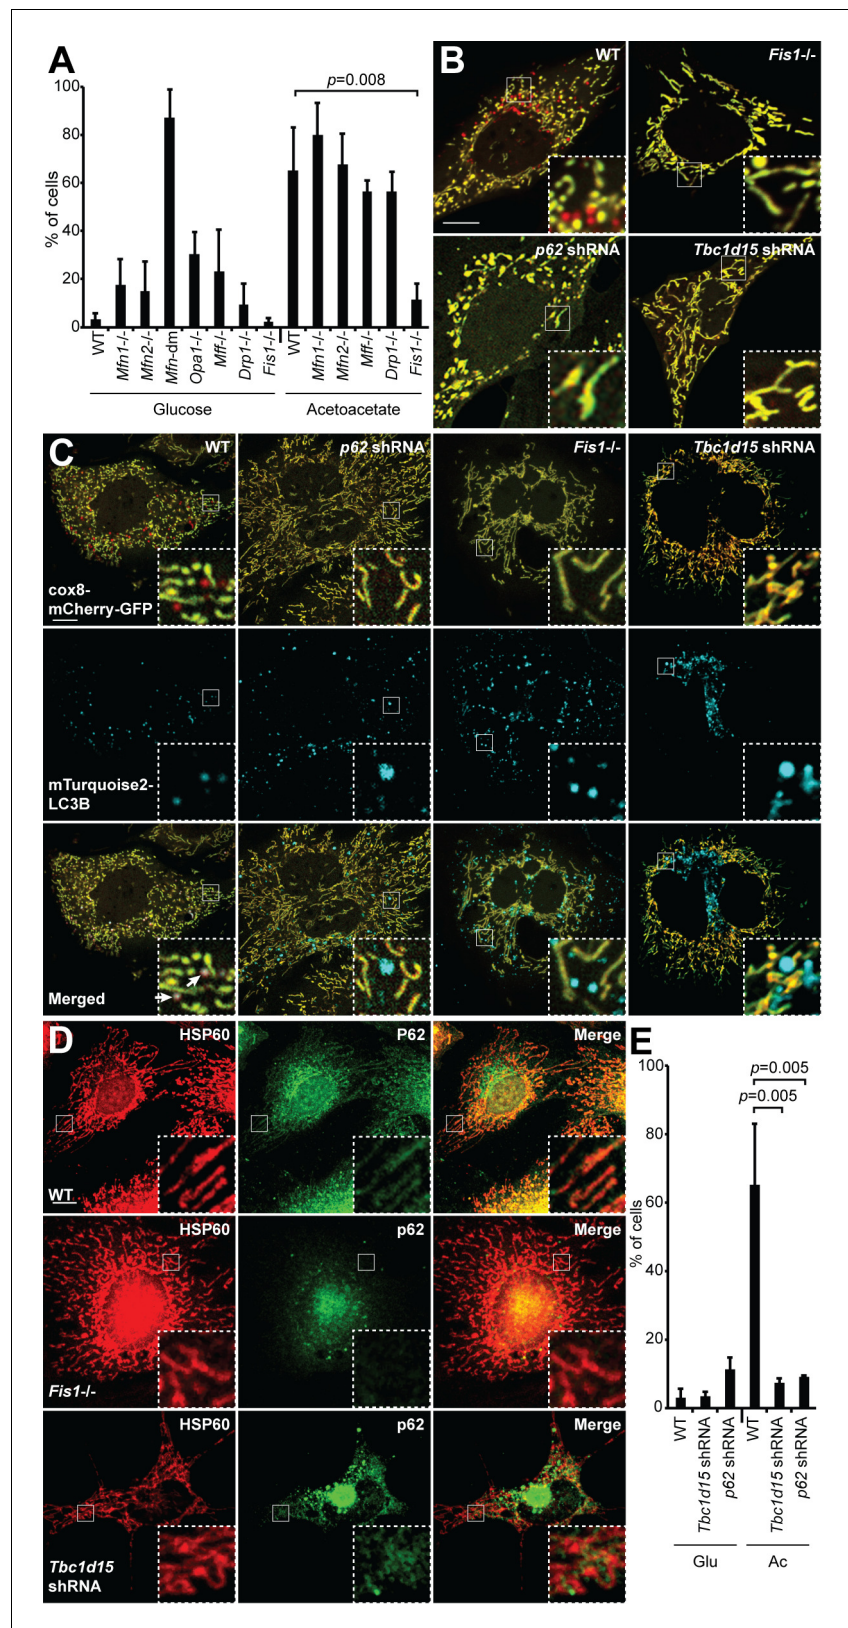 A
% of cells
100
80
60
40
20
0
p=0.008
WT
Mfn1-/-
Mfn2-/-
Mfn-dm
Opa1-/-
Mff-/-
Drp1-/-
Fis1-/-
WT
Mfn1-/-
Mfn2-/-
Mff-/-
Drp1-/-
Fis1-/-
Glucose
Acetoacetate
B
WT
Fis1-/-
p62 shRNA
Tbc1d15 shRNA
C
WT
p62 shRNA
Fis1-/-
Tbc1d15 shRNA
cox8-
mCherry-GFP
mTurquoise2-
LC3B
Merged
D
HSP60
P62
Merge
WT
HSP60
p62
Merge
Fis1-/-
HSP60
p62
Merge
Tbc1d15
shRNA
E
% of cells
100
80
60
40
20
0
p=0.005
p=0.005
WT
Tbc1d15 shRNA
p62 shRNA
WT
Tbc1d15 shRNA
p62 shRNA
Glu
Ac